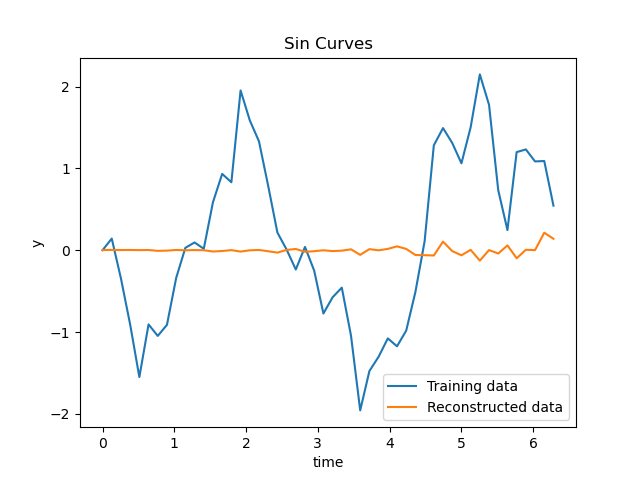 Sin Curves
y
2
1
0
−1
−2
0 1 2 3 4 5 6
time
Training data
Reconstructed data